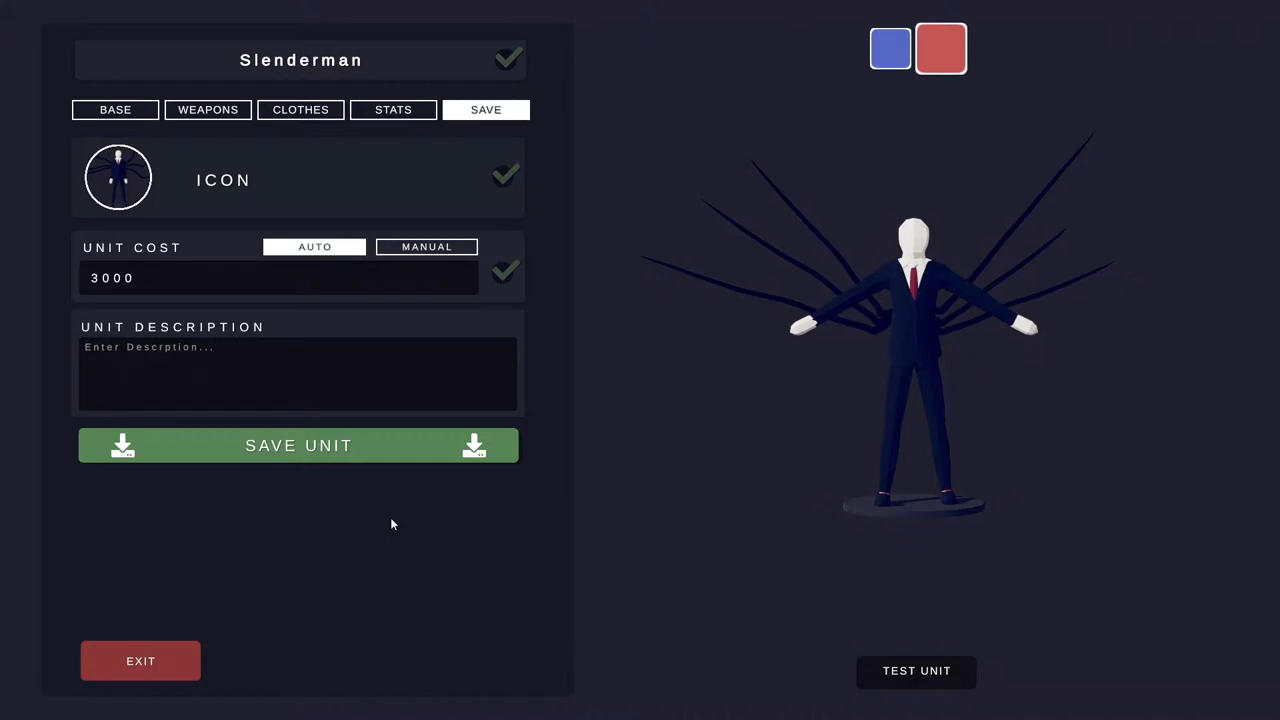 Slenderman
BASE WEAPONS CLOTHES STATS SAVE
ICON
UNIT COST AUTO MANUAL
3000
UNIT DESCRIPTION
Enter Descrption...
SAVE UNIT
EXIT
TEST UNIT